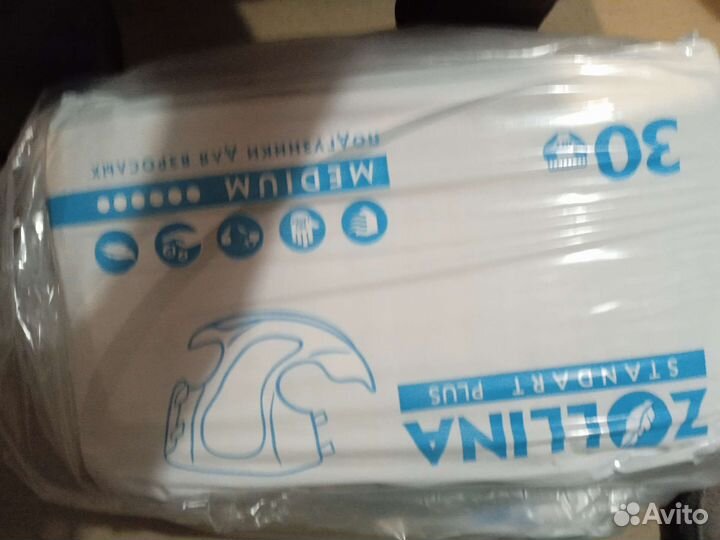 ZOLLINA
STANDART PLUS
30
MEDIUM
ПОДГУЗНИКИ ДЛЯ ВЗРОСЛЫХ
Avito